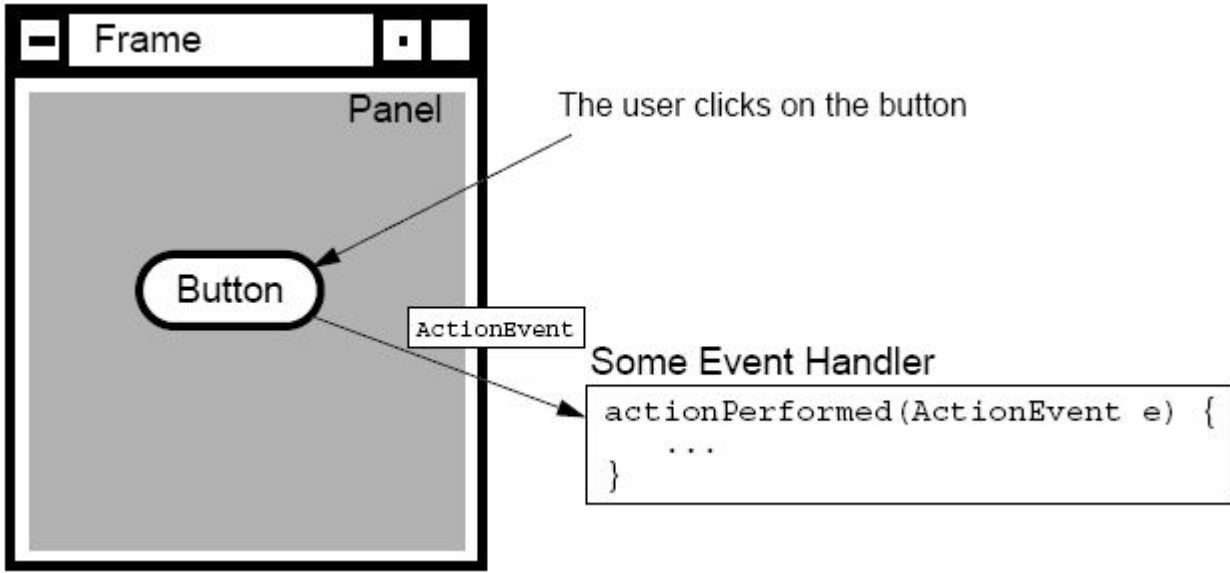 Frame
Panel
The user clicks on the button
Button
ActionEvent
Some Event Handler
actionPerformed(ActionEvent e) {
...
}